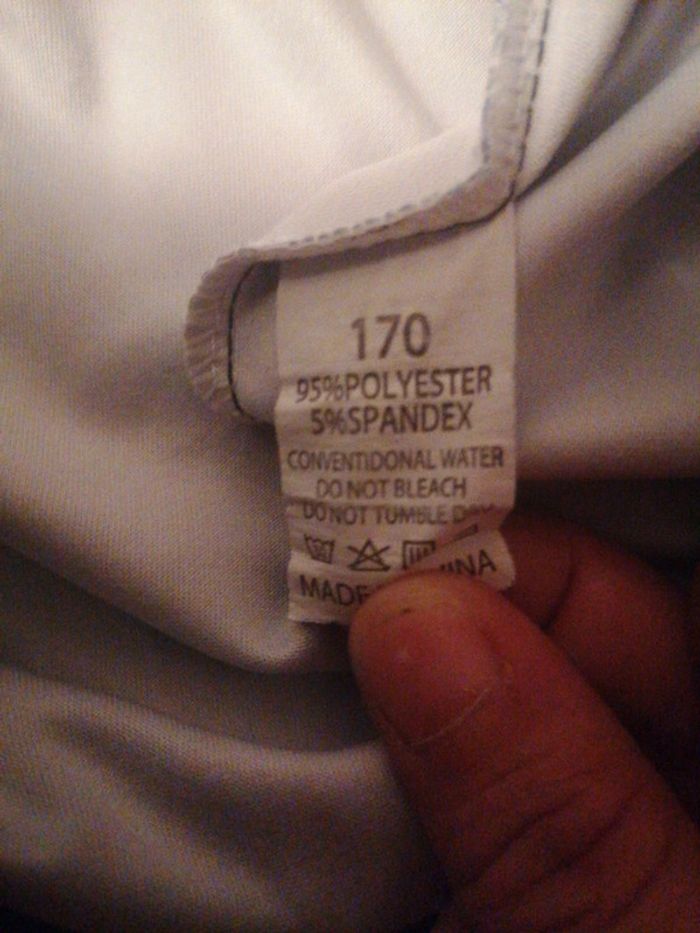 170
95%POLYESTER
5%SPANDEX
CONVENTIDONAL WATER
DO NOT BLEACH
DO NOT TUMBLE
MADE